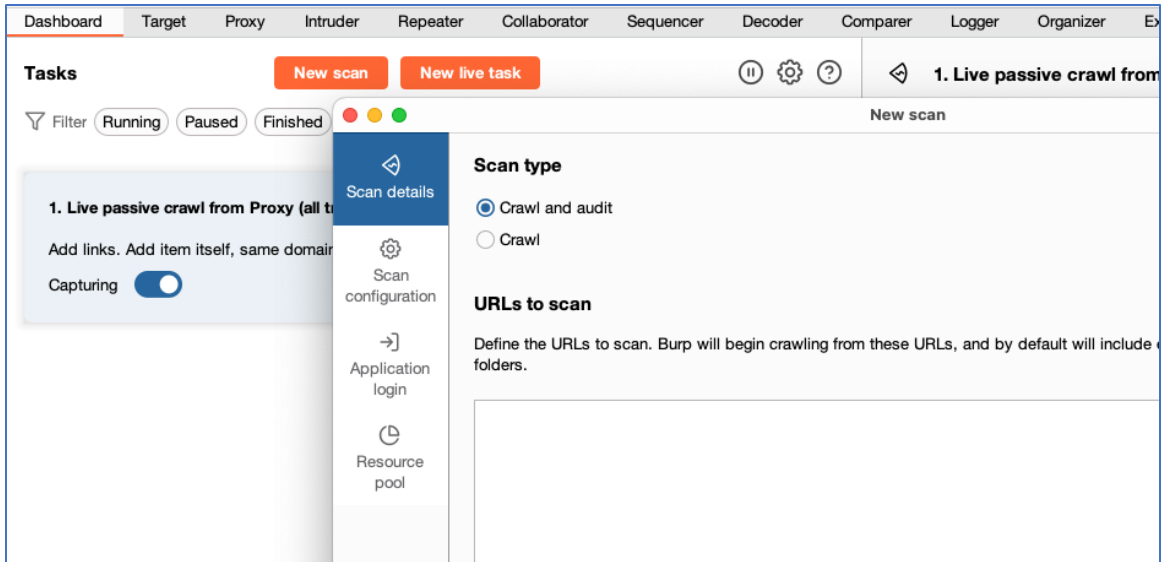 Dashboard Target Proxy Intruder Repeater Collaborator Sequencer Decoder Comparer Logger Organizer
Tasks New scan New live task 1. Live passive crawl from
Filter Running Paused Finished
New scan
1. Live passive crawl from Proxy (all
Add links. Add item itself, same
Capturing
Scan details
Scan configuration
Application login
Resource pool
Scan type
Crawl and audit
Crawl
URLs to scan
Define the URLs to scan. Burp will begin crawling from these URLs, and by default will include
folders.